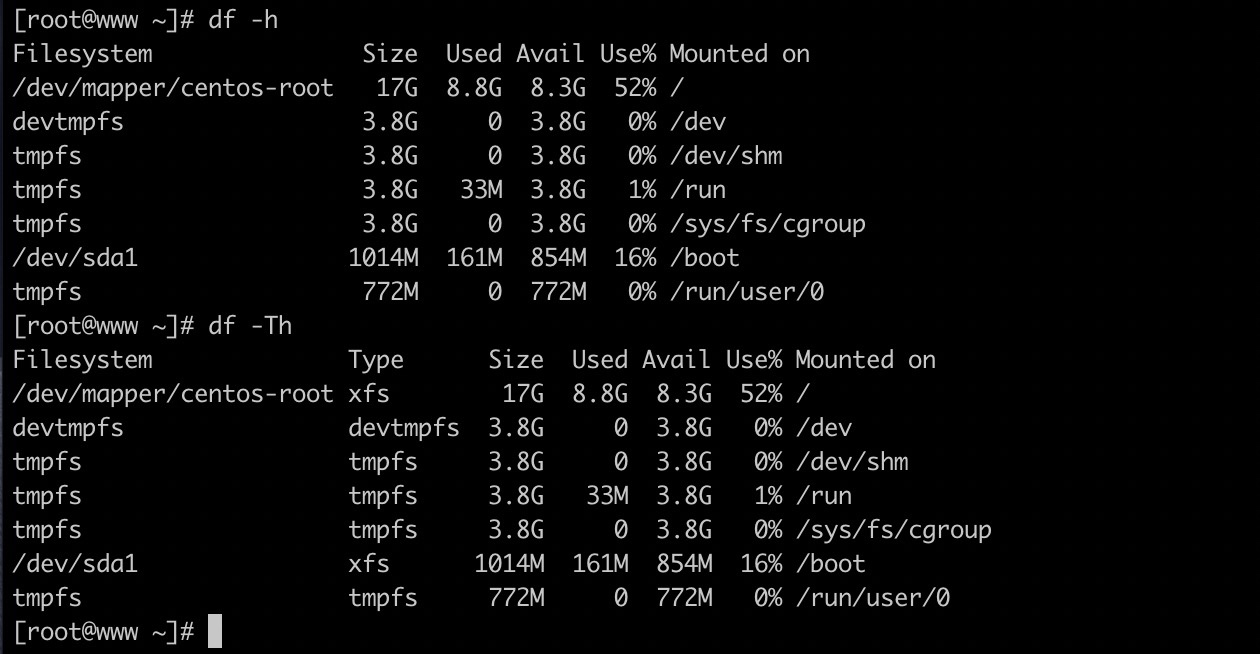 [root@www ~]# df -h
Filesystem               Size  Used Avail Use% Mounted on
/dev/mapper/centos-root   17G  8.8G  8.3G  52% /
devtmpfs                 3.8G     0  3.8G   0% /dev
tmpfs                    3.8G     0  3.8G   0% /dev/shm
tmpfs                    3.8G   33M  3.8G   1% /run
tmpfs                    3.8G     0  3.8G   0% /sys/fs/cgroup
/dev/sda1               1014M  161M  854M  16% /boot
tmpfs                    772M     0  772M   0% /run/user/0
[root@www ~]# df -Th
Filesystem              Type      Size  Used Avail Use% Mounted on
/dev/mapper/centos-root xfs        17G  8.8G  8.3G  52% /
devtmpfs                devtmpfs  3.8G     0  3.8G   0% /dev
tmpfs                   tmpfs     3.8G     0  3.8G   0% /dev/shm
tmpfs                   tmpfs     3.8G   33M  3.8G   1% /run
tmpfs                   tmpfs     3.8G     0  3.8G   0% /sys/fs/cgroup
/dev/sda1               xfs      1014M  161M  854M  16% /boot
tmpfs                   tmpfs     772M     0  772M   0% /run/user/0
[root@www ~]#